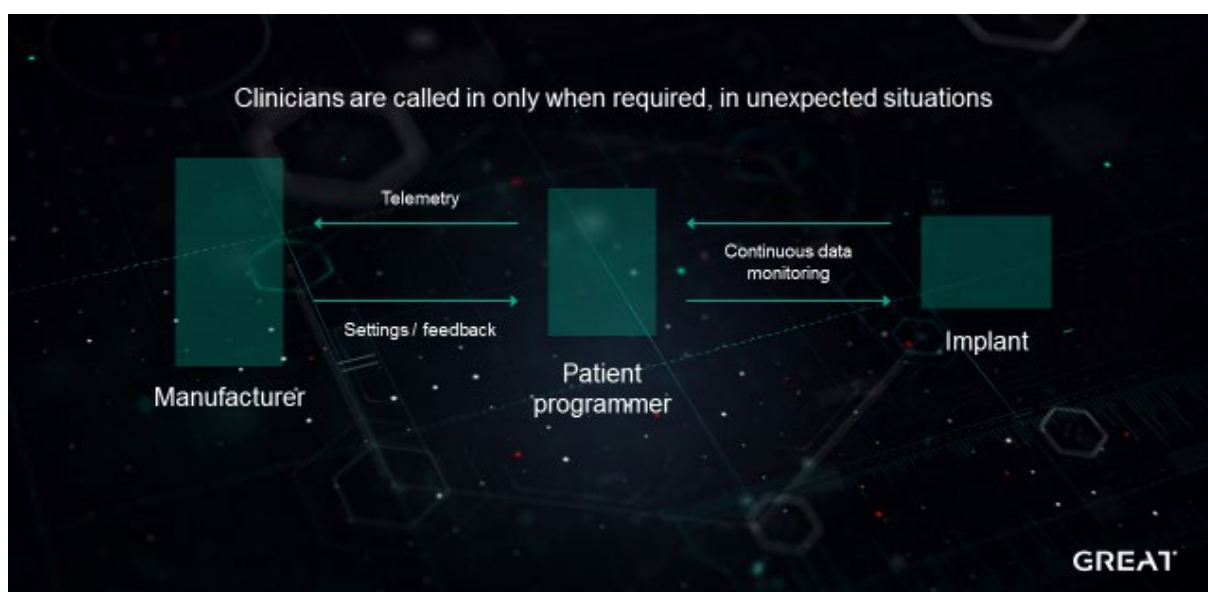 Clinicians are called in only when required, in unexpected situations
Telemetry
Continuous data
monitoring
Settings / feedback
Implant
Patient
programmer
Manufacturer
GREAT